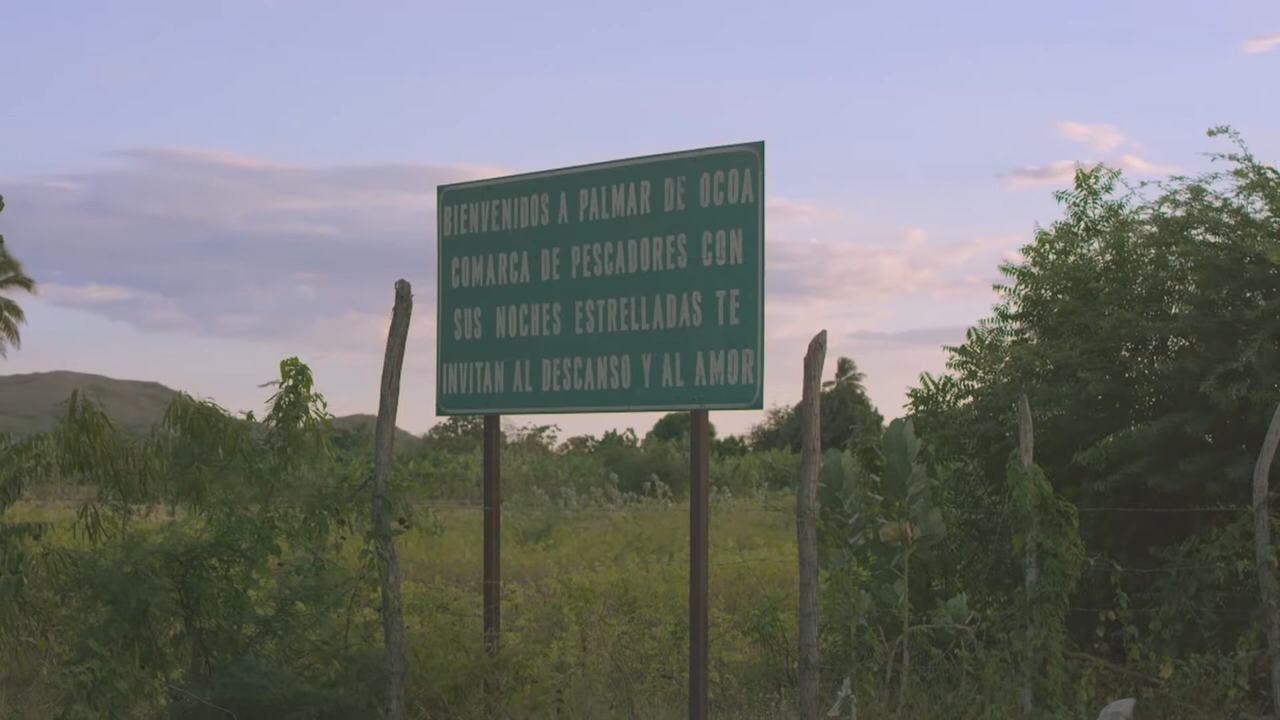 BIENVENIDOS A PALMAR DE OCOA
COMARCA DE PESCADORES CON
SUS NOCHES ESTRELLADAS TE
INVITAN AL DESCANSO Y AL AMOR